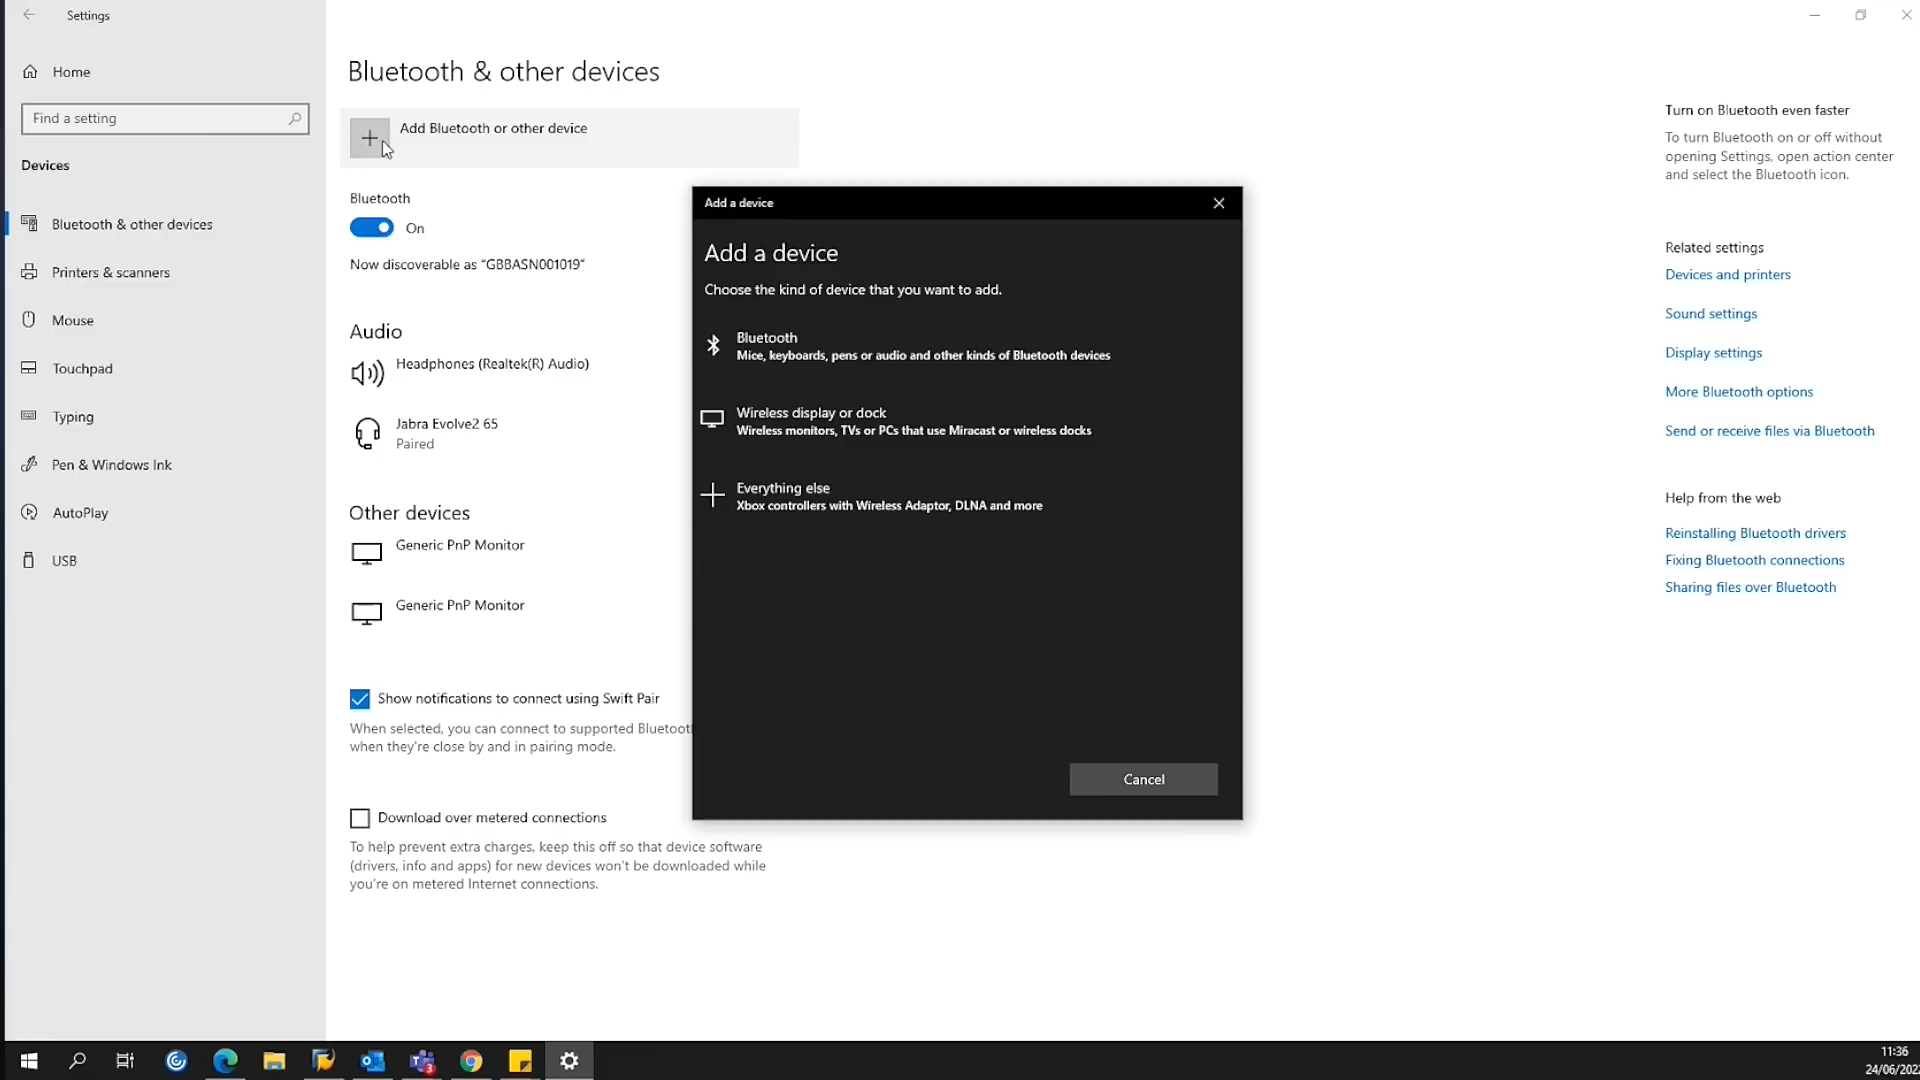 Settings
Home
Find a setting
Devices
Bluetooth & other devices
Printers & scanners
Mouse
Touchpad
Typing
Pen & Windows Ink
AutoPlay
USB
Bluetooth & other devices
Add Bluetooth or other device
Bluetooth
On
Now discoverable as “GBBASN001019”
Audio
Headphones (Realtek(R) Audio)
Jabra Evolve2 65
Paired
Other devices
Generic PnP Monitor
Generic PnP Monitor
Show notifications to connect using Swift Pair
When selected, you can connect to supported
when they're close by and in pairing mode.
Download over metered connections
To help prevent extra charges, keep this off so that device software
(drivers, info and apps) for new devices won't be downloaded while
you're on metered Internet connections.
Add a device
Add a device
Choose the kind of device that you want to add.
Bluetooth
Mice, keyboards, pens or audio and other kinds of Bluetooth devices
Wireless display or dock
Wireless monitors, TVs or PCs that use Miracast or wireless docks
Everything else
Xbox controllers with Wireless Adaptor, DLNA and more
Cancel
Turn on Bluetooth even faster
To turn Bluetooth on or off without
opening Settings, open action center
and select the Bluetooth icon.
Related settings
Devices and printers
Sound settings
Display settings
More Bluetooth options
Send or receive files via Bluetooth
Help from the web
Reinstalling Bluetooth drivers
Fixing Bluetooth connections
Sharing files over Bluetooth
3
11:36